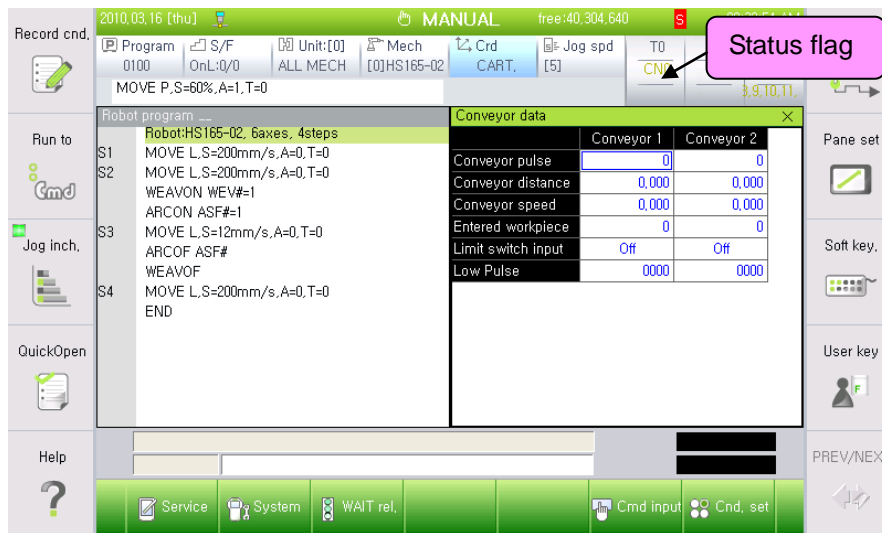 Record cnd,
2010,03,16 [thu]
MANUAL
free:40,304,640
S
Status flag
P Program
0100
S/F
OnL:0/0
Unit:[0]
ALL MECH
Mech
[0]HS165-02
Crd
CART,
Jog spd
[5]
T0
MOVE P,S=60%,A=1,T=0
3,9,10,11,
Robot program __
Robot:HS165-02, 6axes, 4steps
S1 MOVE L,S=200mm/s,A=0,T=0
S2 MOVE L,S=200mm/s,A=0,T=0
WEAVON WEV#=1
ARCON ASF#=1
S3 MOVE L,S=12mm/s,A=0,T=0
ARCOF ASF#
WEAVOF
S4 MOVE L,S=200mm/s,A=0,T=0
END
Conveyor data
Conveyor 1 Conveyor 2
Conveyor pulse 0 0
Conveyor distance 0,000 0,000
Conveyor speed 0,000 0,000
Entered workpiece 0 0
Limit switch input Off Off
Low Pulse 0000 0000
Run to
Cmd
Jog inch,
QuickOpen
Help
?
Pane set
Soft key,
User key
F
PREV/NEX
Service
System
WAIT rel,
Cmd input
Cnd, set